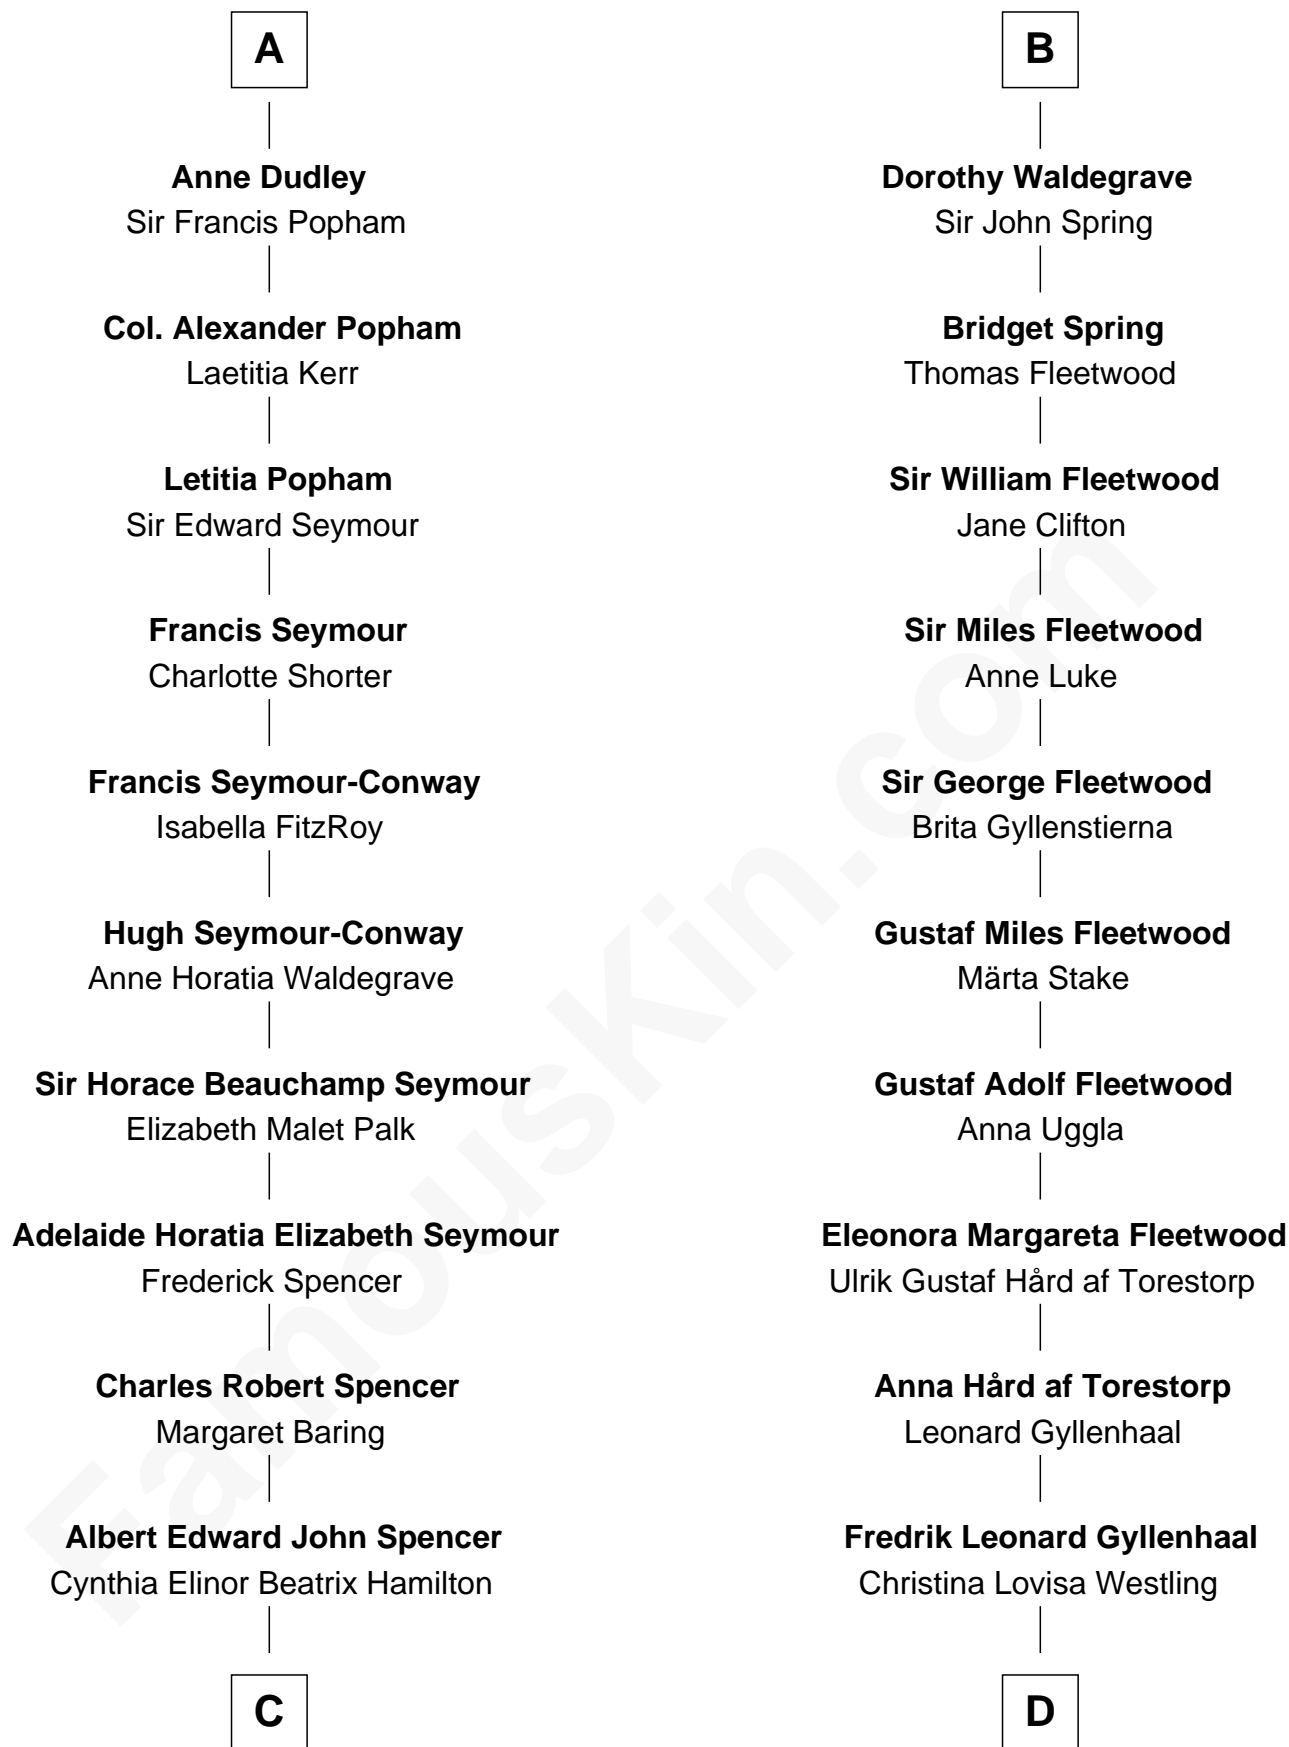 A
Anne Dudley
Sir Francis Popham
Col. Alexander Popham
Laetitia Kerr
Letitia Popham
Sir Edward Seymour
Francis Seymour
Charlotte Shorter
Francis Seymour-Conway
Isabella FitzRoy
Hugh Seymour-Conway
Anne Horatia Waldegrave
Sir Horace Beauchamp Seymour
Elizabeth Malet Palk
Adelaide Horatia Elizabeth Seymour
Frederick Spencer
Charles Robert Spencer
Margaret Baring
Albert Edward John Spencer
Cynthia Elinor Beatrix Hamilton
C
B
Dorothy Waldegrave
Sir John Spring
Bridget Spring
Thomas Fleetwood
Sir William Fleetwood
Jane Clifton
Sir Miles Fleetwood
Anne Luke
Sir George Fleetwood
Brita Gyllenstierna
Gustaf Miles Fleetwood
Märta Stake
Gustaf Adolf Fleetwood
Anna Uggla
Eleonora Margareta Fleetwood
Ulrik Gustaf Hård af Torestorp
Anna Hård af Torestorp
Leonard Gyllenhaal
Fredrik Leonard Gyllenhaal
Christina Lovisa Westling
D
FamousKin.com